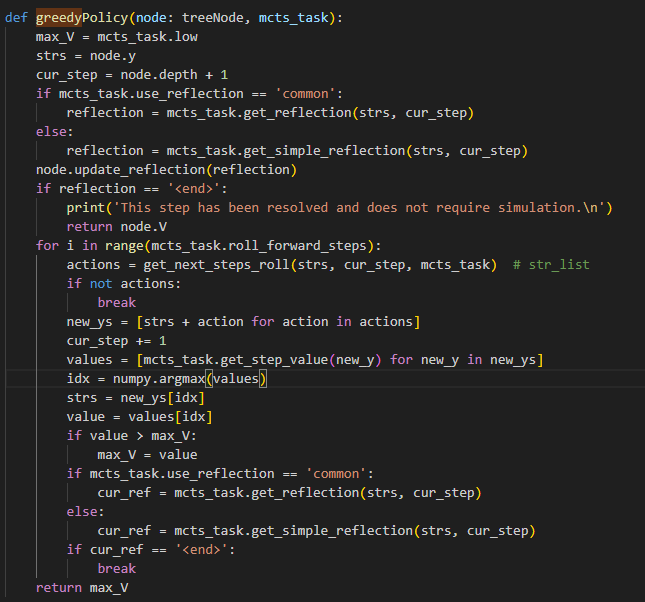 def greedyPolicy(node: treeNode, mcts_task):
    max_V = mcts_task.low
    strs = node.y
    cur_step = node.depth + 1
    if mcts_task.use_reflection == 'common':
        reflection = mcts_task.get_reflection(strs, cur_step)
    else:
        reflection = mcts_task.get_simple_reflection(strs, cur_step)
    node.update_reflection(reflection)
    if reflection == '<end>':
        print('This step has been resolved and does not require simulation.\n')
        return node.V
    for i in range(mcts_task.roll_forward_steps):
        actions = get_next_steps_roll(strs, cur_step, mcts_task)  # str_list
        if not actions:
            break
        new_ys = [strs + action for action in actions]
        cur_step += 1
        values = [mcts_task.get_step_value(new_y) for new_y in new_ys]
        idx = numpy.argmax(values)
        strs = new_ys[idx]
        value = values[idx]
        if value > max_V:
            max_V = value
        if mcts_task.use_reflection == 'common':
            cur_ref = mcts_task.get_reflection(strs, cur_step)
        else:
            cur_ref = mcts_task.get_simple_reflection(strs, cur_step)
        if cur_ref == '<end>':
            break
    return max_V